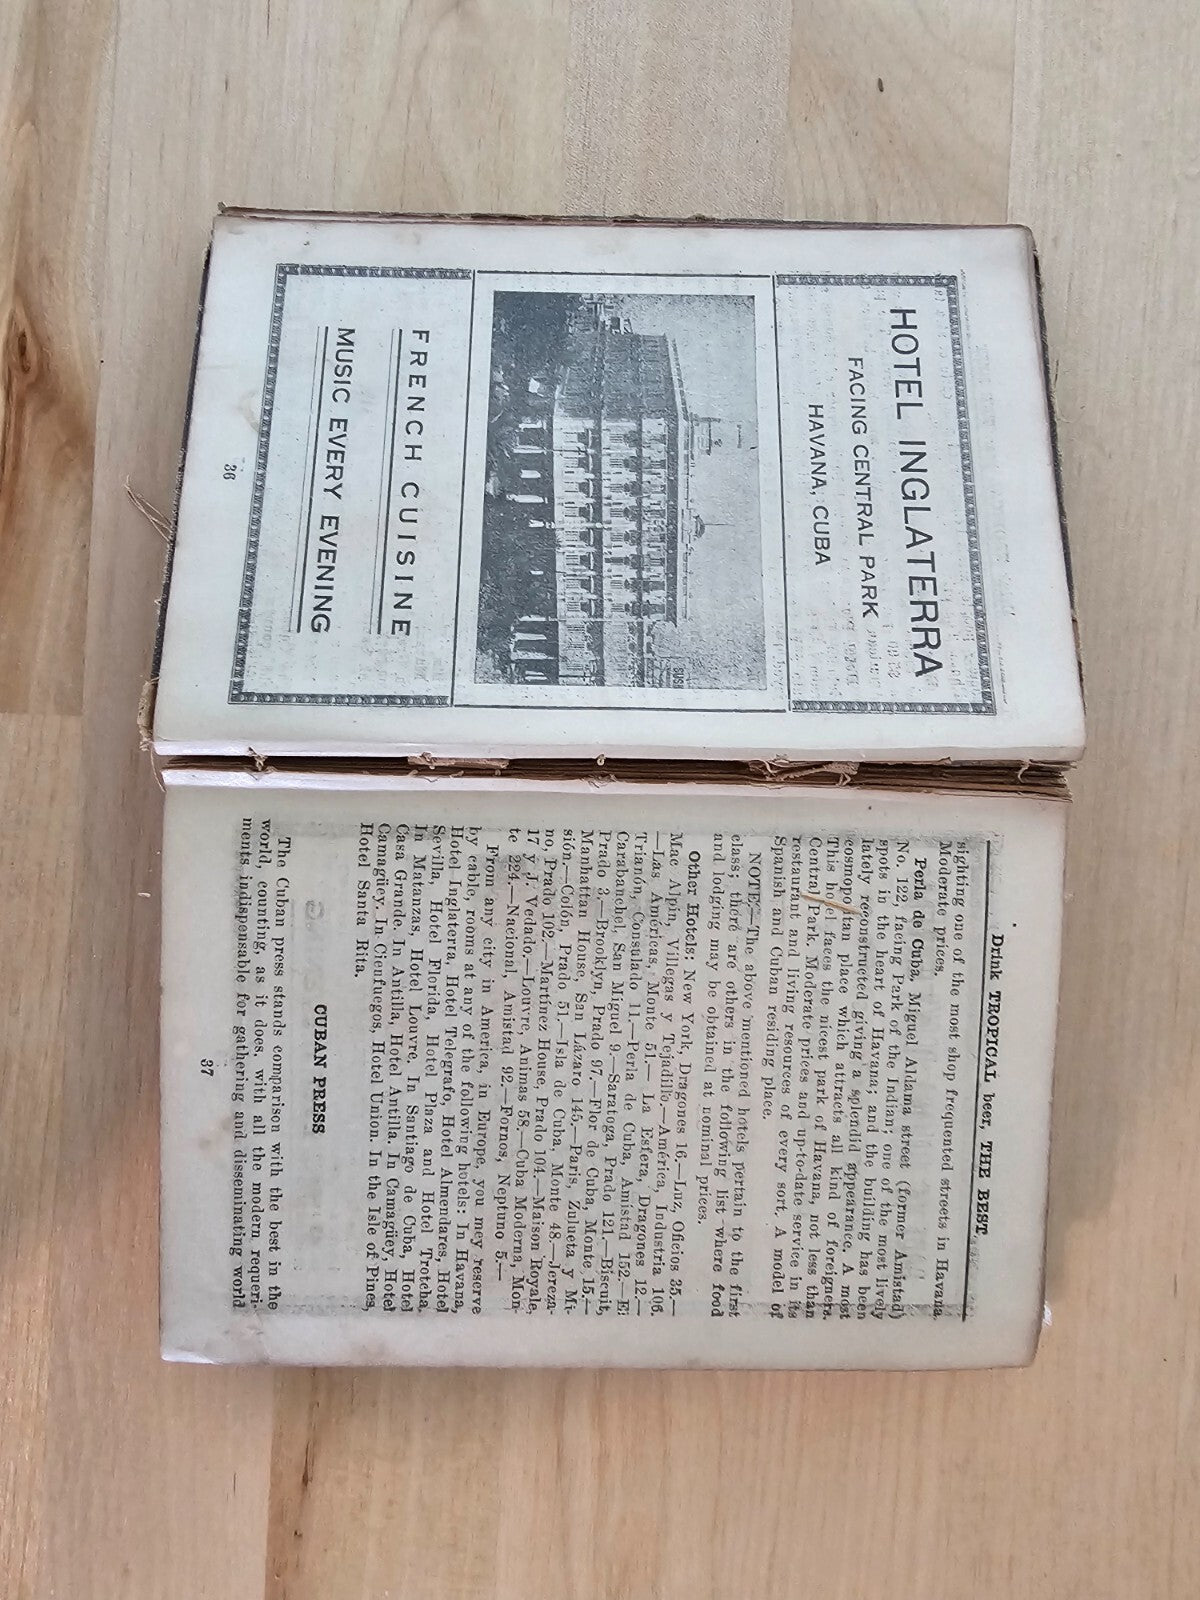 HOTEL INGLATERRA
FACING CENTRAL PARK
HAVANA, CUBA
FRENCH CUISINE
MUSIC EVERY EVENING
36
Drink TROPICAL beer, THE BEST
sighting one of the most shop frequented streets in Havana.
Moderate prices.
Perla de Cuba, Miguel Aldama street (former Amistad)
No. 122, facing Park of the Indian; one of the most lively
spots in the heart of Havana; and the building has been
lately reconstructed giving a splendid appearance. A most
cosmopolitan place which attracts all kind of foreigners.
This hotel faces the nicest park of Havana, not less than
Central Park. Moderate prices and up-to-date service in its
restaurant and living resources of every sort. A model of
Spanish and Cuban residing place.
NOTE.—The above mentioned hotels pertain to the first
class; there are others in the following list where food
and lodging may be obtained at nominal prices.
Other Hotels: New York, Dragones 16.—Luz, Oficios 35.—
Mac Alpin, Villegas y Tejadillo.—América, Industria 106.
—Las Américas, Monte 51.— La Esfera, Dragones 12.—
Trianón, Consulado 11.—Perla de Cuba, Amistad 152.—El
Carabanchel, San Miguel 9.—Saratoga, Prado 121.—Biscuit,
Prado 3.—Brooklyn, Prado 97.—Flor de Cuba, Monte 15.—
Manhattan House, San Lázaro 145.—Paris, Zulueta y Mi-
sión.—Colón, Prado 51.—Isla de Cuba, Monte 48.—Jereza-
no, Prado 102.—Martínez House, Prado 104.—Maison Royale,
17 y J. Vedado.—Louvre, Animas 58.—Cuba Moderna, Mon-
te 224.—Nacional, Amistad 92.—Fornos, Neptuno 5.—
From any city in America, in Europe, you mey reserve
by cable, rooms at any of the following hotels: In Havana,
Hotel Inglaterra, Hotel Telegrafo, Hotel Almendares, Hotel
Sevilla, Hotel Florida, Hotel Plaza and Hotel Trotcha.
In Matanzas, Hotel Louvre, In Santiago de Cuba, Hotel
Casa Grande. In Antilla, Hotel Antilla. In Camagüey, Hotel
Camagüey. In Cienfuegos, Hotel Union. In the Isle of Pines,
Hotel Santa Rita.
CUBAN PRESS
The Cuban press stands comparison with the best in the
world, counting, as it does, with all the modern requeri-
ments indispensable for gathering and disseminating world
37